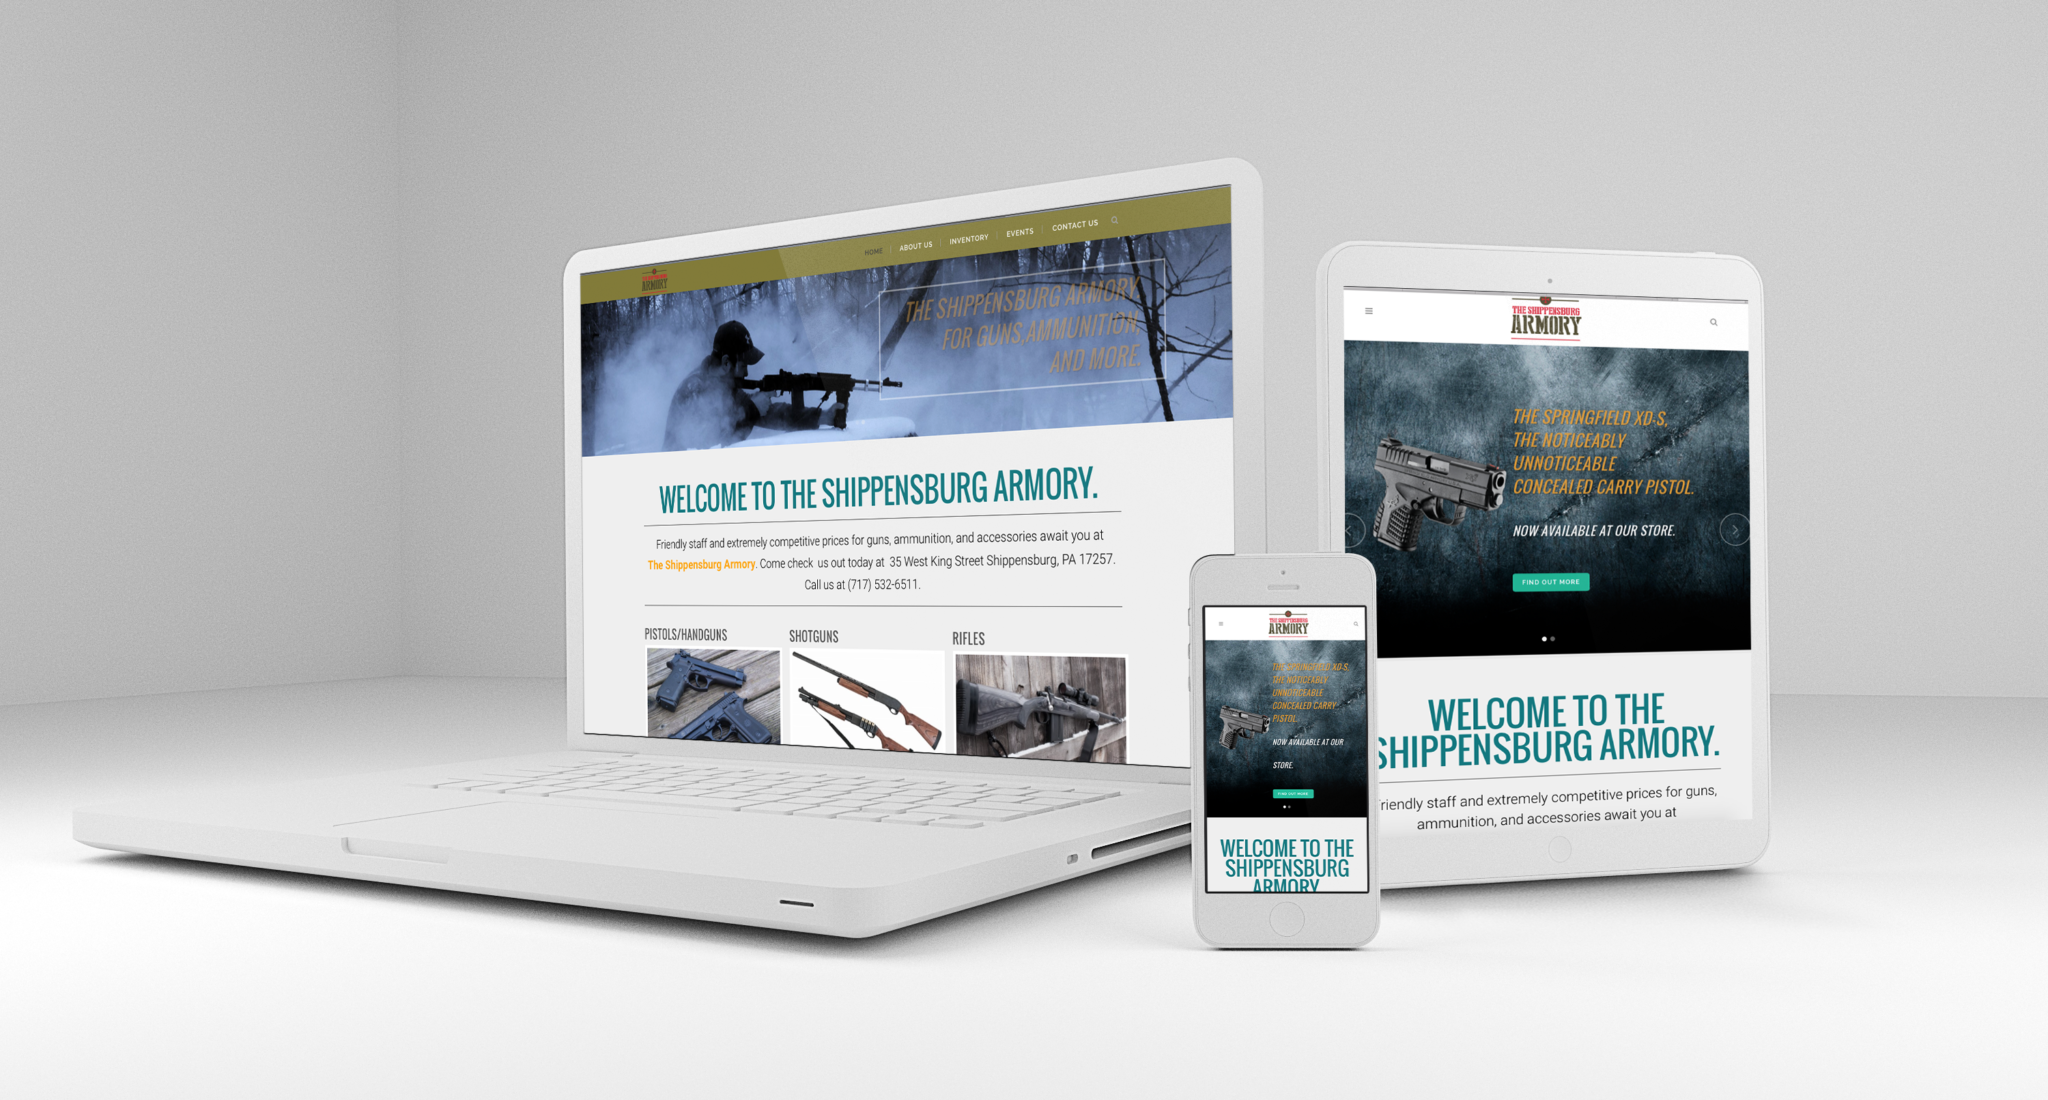 HOME
ABOUT US
INVENTORY
EVENTS
CONTACT US
THE SHIPPENSBURG
ARMORY
THE SHIPPENSBURG ARMORY
FOR GUNS, AMMUNITION,
AND MORE.
WELCOME TO THE SHIPPENSBURG ARMORY.
Friendly staff and extremely competitive prices for guns, ammunition, and accessories await you at
The Shippensburg Armory. Come check us out today at 35 West King Street Shippensburg, PA 17257.
Call us at (717) 532-6511.
PISTOLS/HANDGUNS
SHOTGUNS
RIFLES
THE SHIPPENSBURG
ARMORY
THE SPRINGFIELD XD-S,
THE NOTICEABLY
UNNOTICEABLE
CONCEALED CARRY
PISTOL.
NOW AVAILABLE AT OUR
STORE.
FIND OUT MORE
WELCOME TO THE
SHIPPENSBURG
ARMORY
THE SHIPPENSBURG
ARMORY
THE SPRINGFIELD XD-S,
THE NOTICEABLY
UNNOTICEABLE
CONCEALED CARRY PISTOL.
NOW AVAILABLE AT OUR STORE.
FIND OUT MORE
WELCOME TO THE
SHIPPENSBURG ARMORY.
riendly staff and extremely competitive prices for guns,
ammunition, and accessories await you at